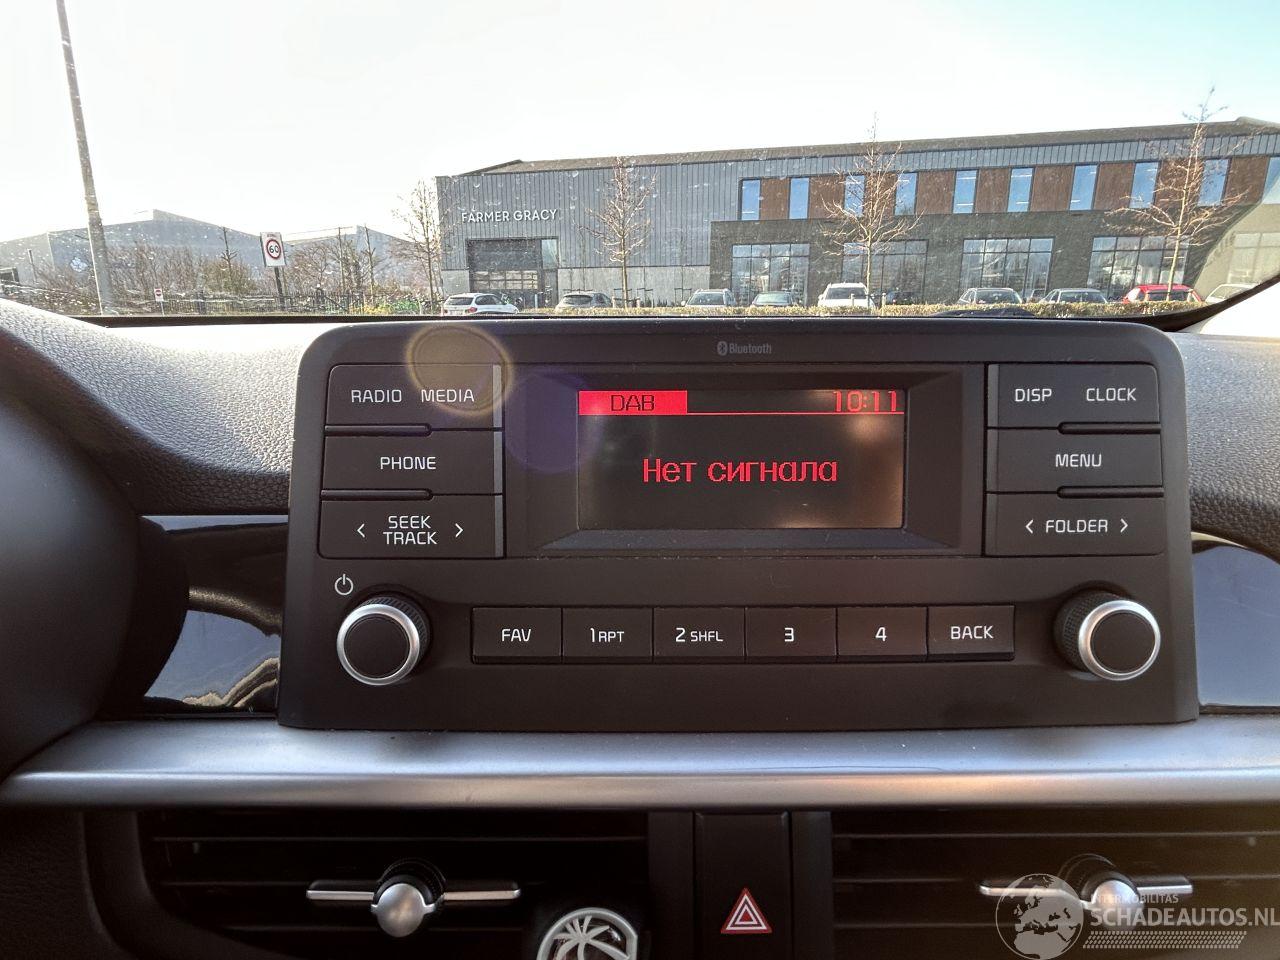 FARMER GRACY
60
Bluetooth
RADIO MEDIA
DAB 10:11
DISP CLOCK
PHONE
Нет сигнала
MENU
< SEEK TRACK >
< FOLDER >
FAV
1 RPT
2 SHFL
3
4
BACK
INTERMOBILITAS
SCHADEAUTOS.NL